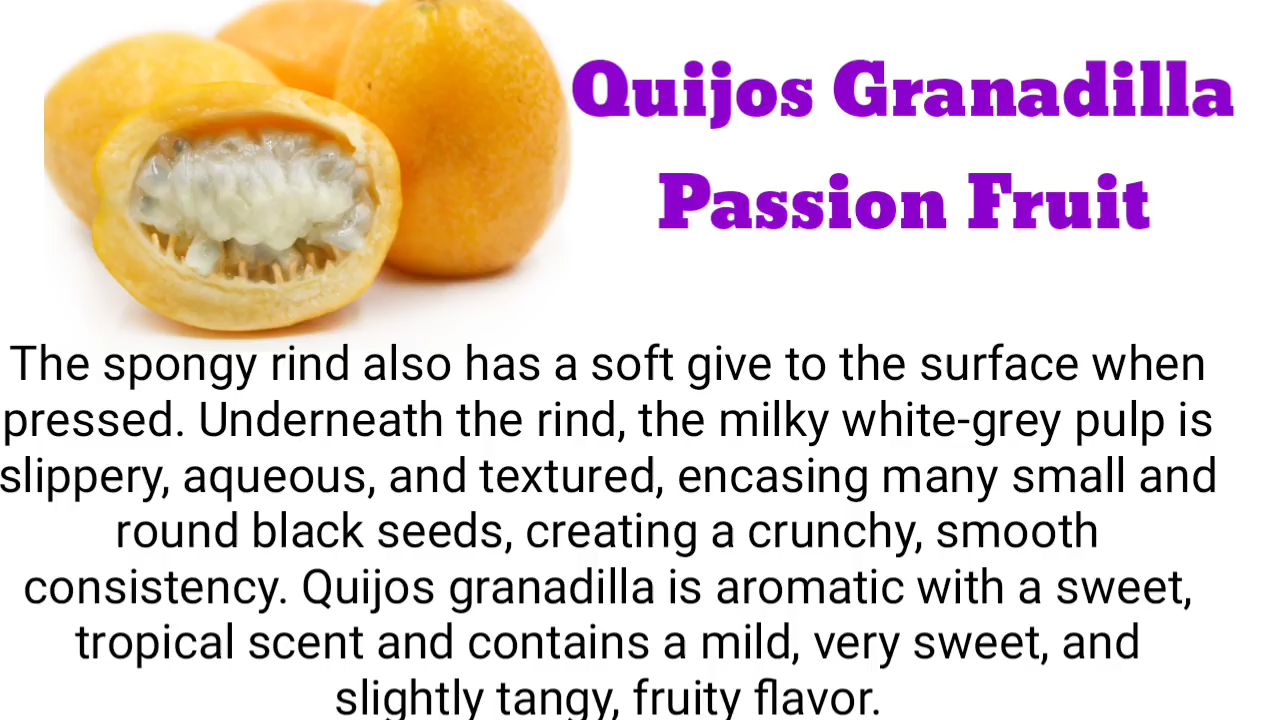 Quijos Granadilla
Passion Fruit
The spongy rind also has a soft give to the surface when
pressed. Underneath the rind, the milky white-grey pulp is
slippery, aqueous, and textured, encasing many small and
round black seeds, creating a crunchy, smooth
consistency. Quijos granadilla is aromatic with a sweet,
tropical scent and contains a mild, very sweet, and
slightly tangy, fruity flavor.